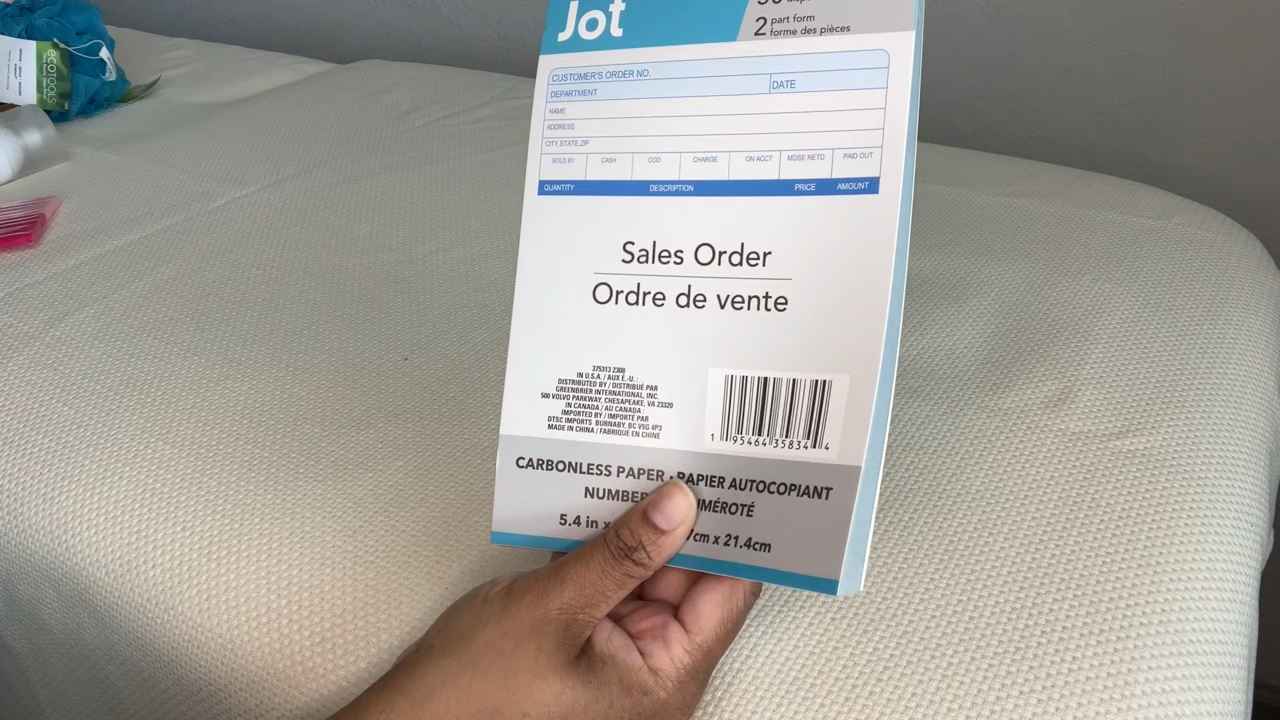 Jot
2 part form
forme des pièces
CUSTOMER'S ORDER NO.
DEPARTMENT
DATE
NAME
ADDRESS
CITY, STATE, ZIP
SOLD BY CASH COD CHARGE ON ACCT MDSE RETD PAID OUT
QUANTITY DESCRIPTION PRICE AMOUNT
Sales Order
Ordre de vente
375313 2308
IN U.S.A. / AUX É.-U. :
DISTRIBUTED BY / DISTRIBUÉ PAR
GREENBRIER INTERNATIONAL, INC.
500 VOLVO PARKWAY, CHESAPEAKE, VA 23320
IN CANADA / AU CANADA :
IMPORTED BY / IMPORTÉ PAR
DTSC IMPORTS BURNABY, BC V5G 4P3
MADE IN CHINA / FABRIQUÉ EN CHINE
1 95464 35834 4
CARBONLESS PAPER • PAPIER AUTOCOPIANT
5.4 in x
cm x 21.4cm
ecoTOOLS